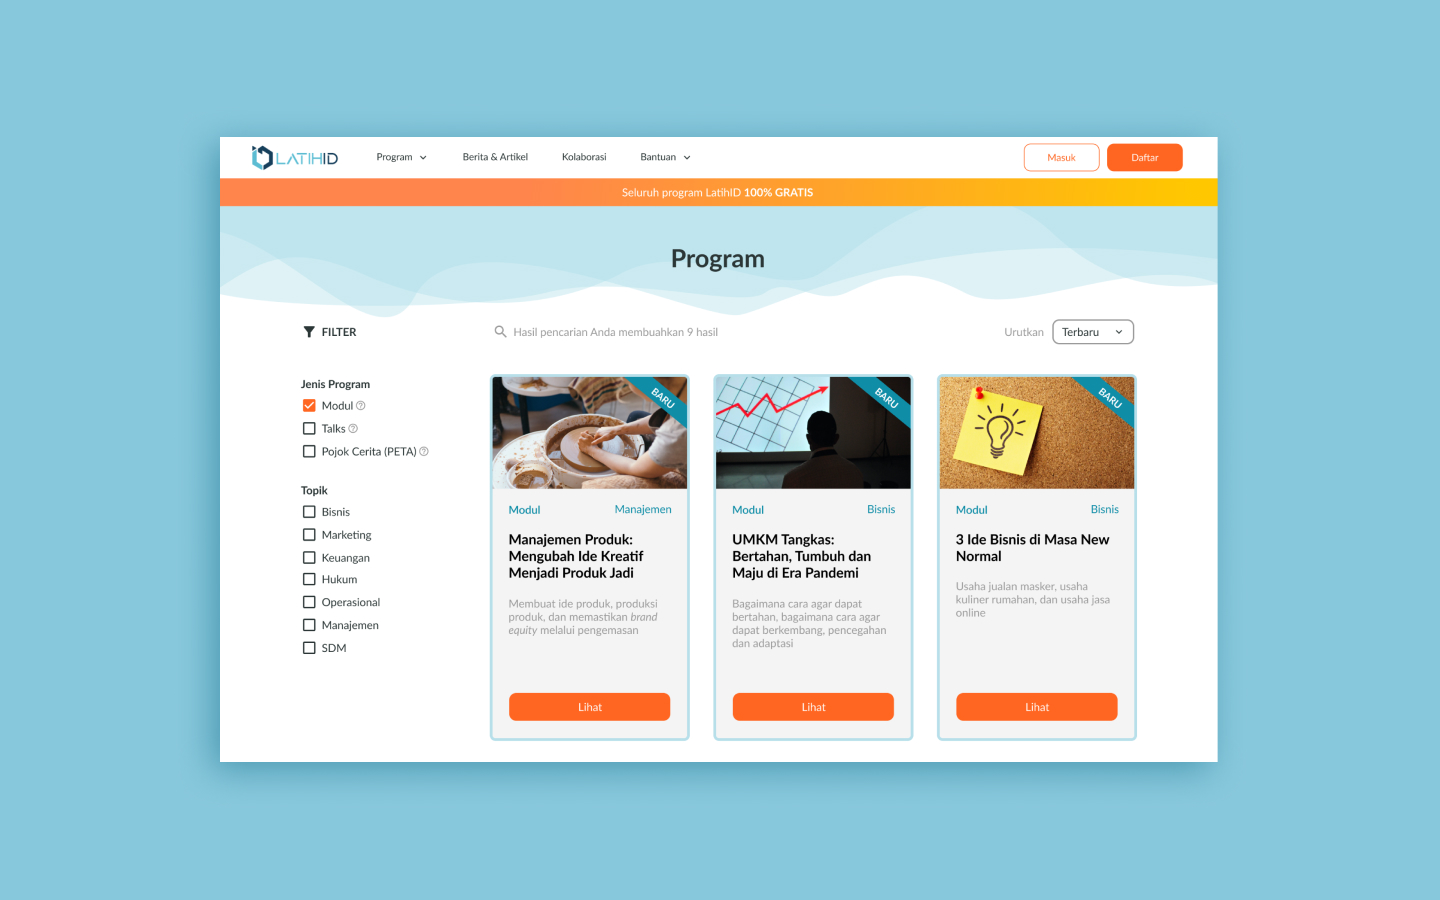 LATIHID
Program
Berita & Artikel
Kolaborasi
Bantuan
Masuk
Daftar
Seluruh program LatihID 100% GRATIS
Program
FILTER
Hasil pencarian Anda membuahkan 9 hasil
Urutkan
Terbaru
Jenis Program
Modul
Talks
Pojok Cerita (PETA)
Topik
Bisnis
Marketing
Keuangan
Hukum
Operasional
Manajemen
SDM
BARU
Modul
Manajemen
Manajemen Produk:
Mengubah Ide Kreatif
Menjadi Produk Jadi
Membuat ide produk, produksi
produk, dan memastikan brand
equity melalui pengemasan
Lihat
BARU
Modul
Bisnis
UMKM Tangkas:
Bertahan, Tumbuh dan
Maju di Era Pandemi
Bagaimana cara agar dapat
bertahan, bagaimana cara agar
dapat berkembang, pencegahan
dan adaptasi
Lihat
BARU
Modul
Bisnis
3 Ide Bisnis di Masa New
Normal
Usaha jualan masker, usaha
kuliner rumahan, dan usaha jasa
online
Lihat